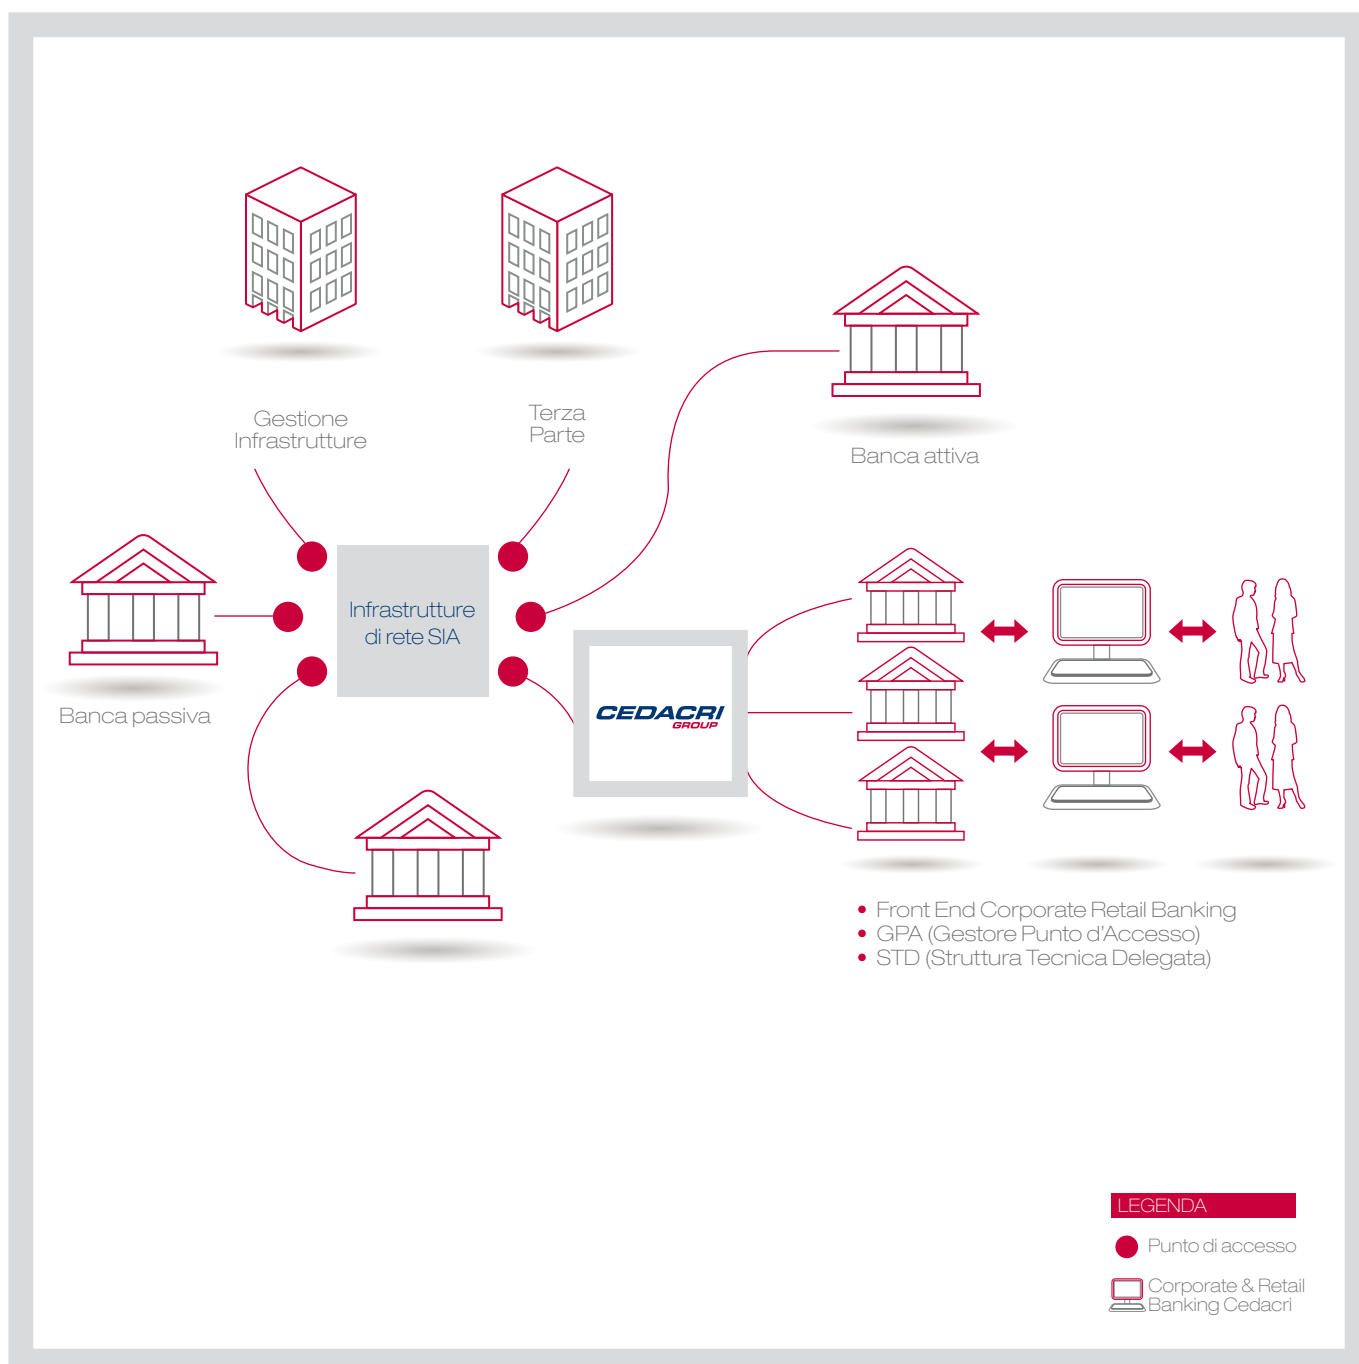 Gestione
Infrastrutture
Terza
Parte
Banca attiva
Infrastrutture
di rete SIA
Banca passiva
CEDACRI
GROUP
• Front End Corporate Retail Banking
• GPA (Gestore Punto d'Accesso)
• STD (Struttura Tecnica Delegata)
LEGENDA
Punto di accesso
Corporate & Retail
Banking Cedacri